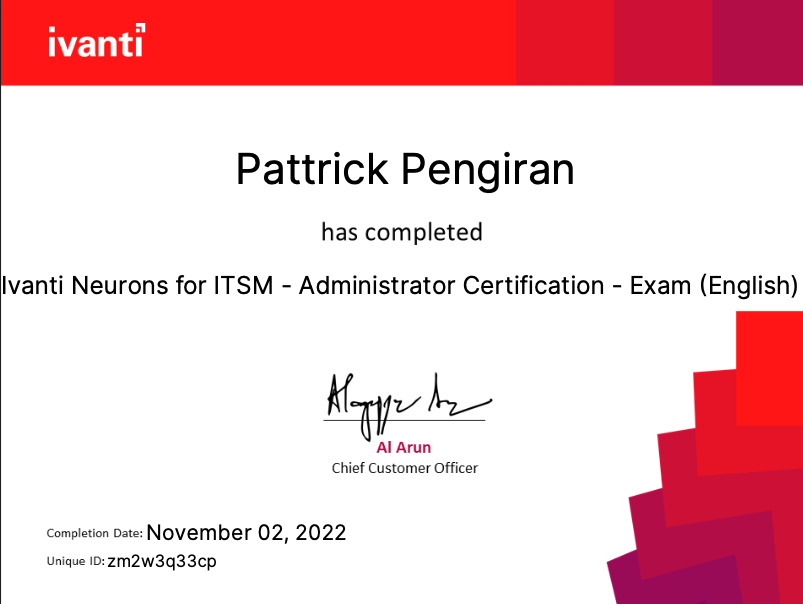 ivanti
Pattrick Pengiran
has completed
Ivanti Neurons for ITSM - Administrator Certification - Exam (English)
Al Arun
Chief Customer Officer
Completion Date: November 02, 2022
Unique ID: zm2w3q33cp